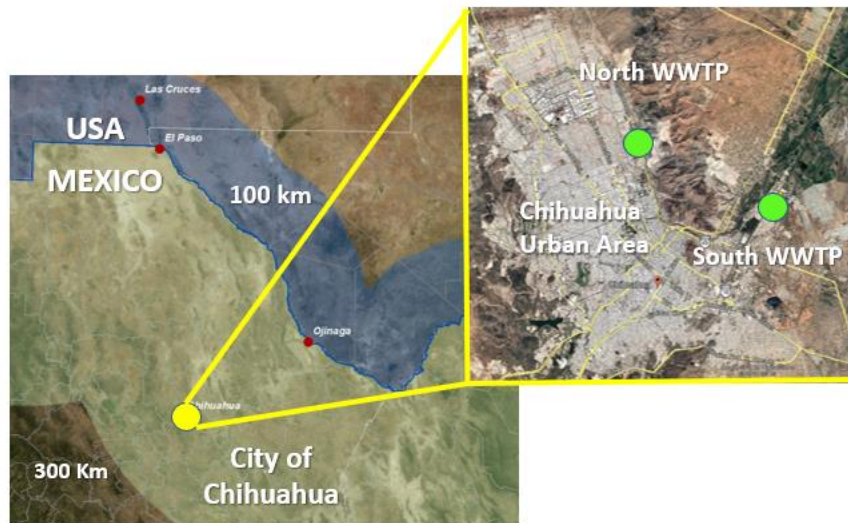 Las Cruces
USA
El Paso
MEXICO
100 km
Ojinaga
Chihuahua
300 Km
City of
Chihuahua
North WWTP
Chihuahua
Urban Area
South WWTP